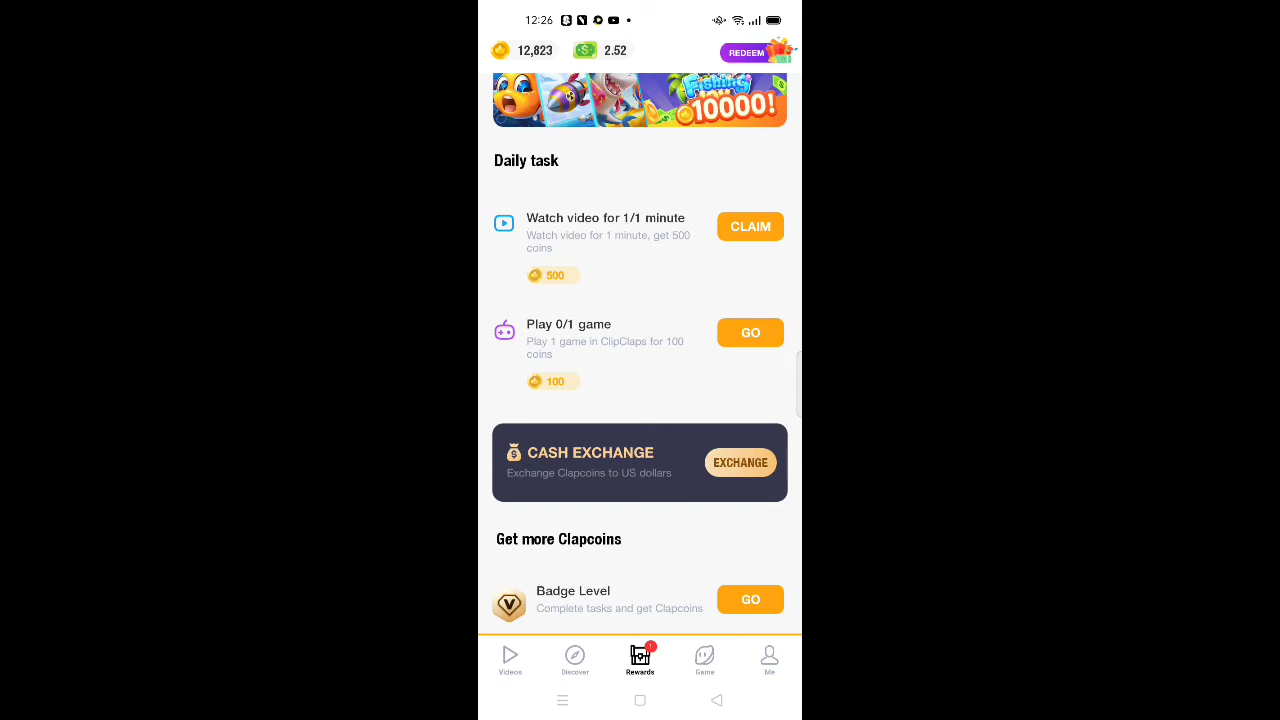 12:26
12,823 2.52 REDEEM
Fishing
10000!
Daily task
Watch video for 1/1 minute
Watch video for 1 minute, get 500
coins
CLAIM
500
Play 0/1 game
Play 1 game in ClipClaps for 100
coins
GO
100
CASH EXCHANGE
Exchange Clapcoins to US dollars
EXCHANGE
Get more Clapcoins
Badge Level
Complete tasks and get Clapcoins
GO
Videos Discover Rewards Game Me